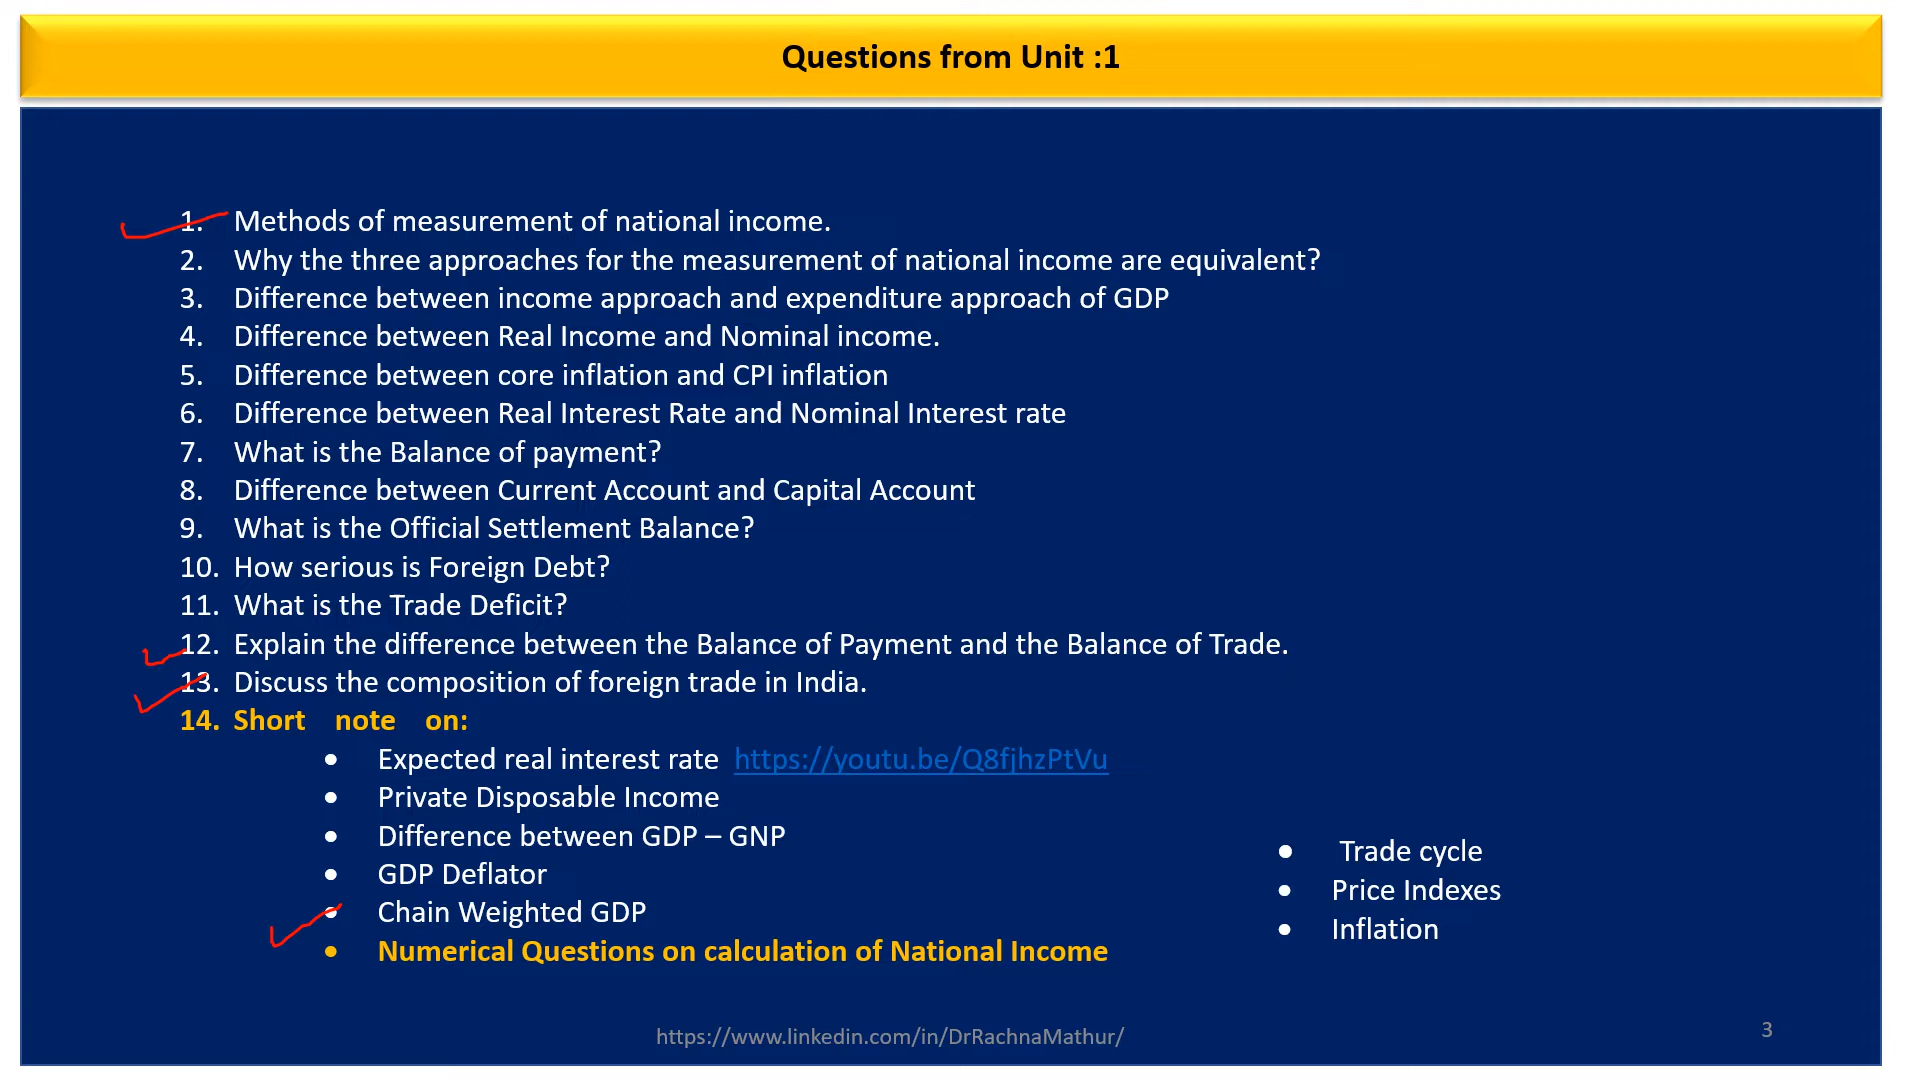 Questions from Unit :1
1. Methods of measurement of national income.
2. Why the three approaches for the measurement of national income are equivalent?
3. Difference between income approach and expenditure approach of GDP
4. Difference between Real Income and Nominal income.
5. Difference between core inflation and CPI inflation
6. Difference between Real Interest Rate and Nominal Interest rate
7. What is the Balance of payment?
8. Difference between Current Account and Capital Account
9. What is the Official Settlement Balance?
10. How serious is Foreign Debt?
11. What is the Trade Deficit?
12. Explain the difference between the Balance of Payment and the Balance of Trade.
13. Discuss the composition of foreign trade in India.
14. Short note on:
• Expected real interest rate https://youtu.be/Q8fjhzPtVu
• Private Disposable Income
• Difference between GDP – GNP
• GDP Deflator
• Chain Weighted GDP
• Numerical Questions on calculation of National Income
• Trade cycle
• Price Indexes
• Inflation
https://www.linkedin.com/in/DrRachnaMathur/
3